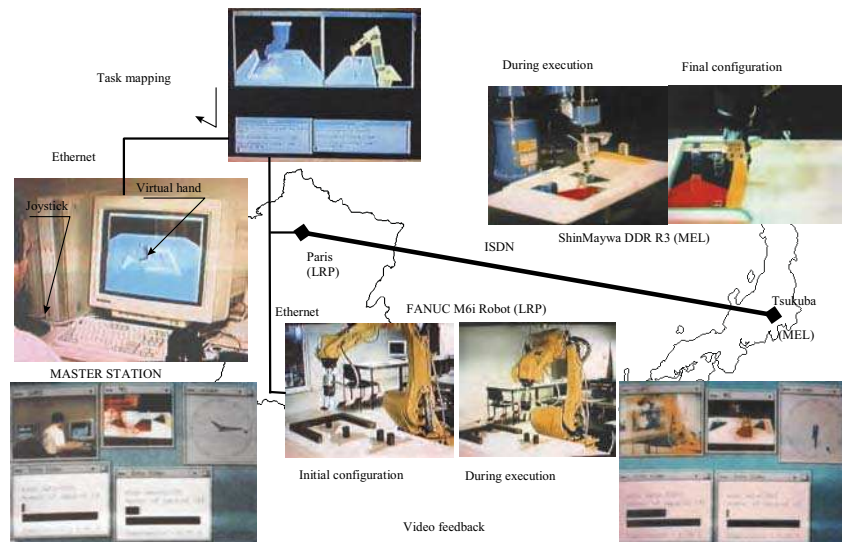 Task mapping
During execution
Final configuration
Ethernet
Virtual hand
Joystick
ShinMaywa DDR R3 (MEL)
ISDN
Paris
(LRP)
Tsukuba
(MEL)
Ethernet
FANUC M6i Robot (LRP)
MASTER STATION
Initial configuration
During execution
Video feedback